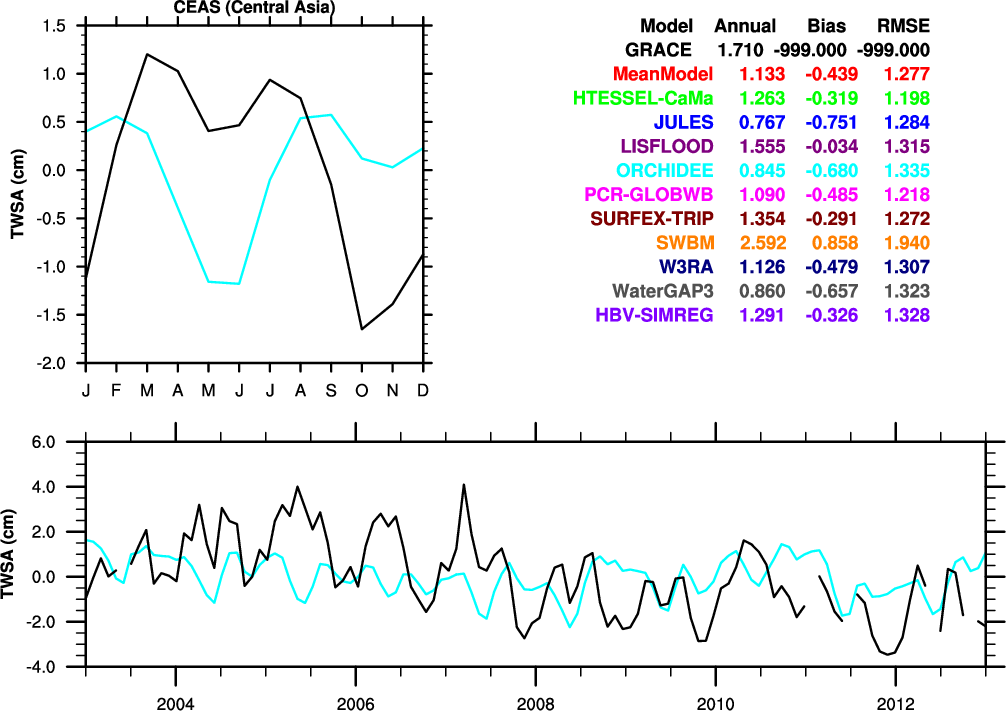 CEAS (Central Asia)
TWSA (cm)
1.5
1.0
0.5
0.0
-0.5
-1.0
-1.5
-2.0
J F M A M J J A S O N D
Model Annual Bias RMSE
GRACE 1.710 -999.000 -999.000
MeanModel 1.133 -0.439 1.277
HTESSEL-CaMa 1.263 -0.319 1.198
JULES 0.767 -0.751 1.284
LISFLOOD 1.555 -0.034 1.315
ORCHIDEE 0.845 -0.680 1.335
PCR-GLOBWB 1.090 -0.485 1.218
SURFEX-TRIP 1.354 -0.291 1.272
SWBM 2.592 0.858 1.940
W3RA 1.126 -0.479 1.307
WaterGAP3 0.860 -0.657 1.323
HBV-SIMREG 1.291 -0.326 1.328
TWSA (cm)
6.0
4.0
2.0
0.0
-2.0
-4.0
2004 2006 2008 2010 2012